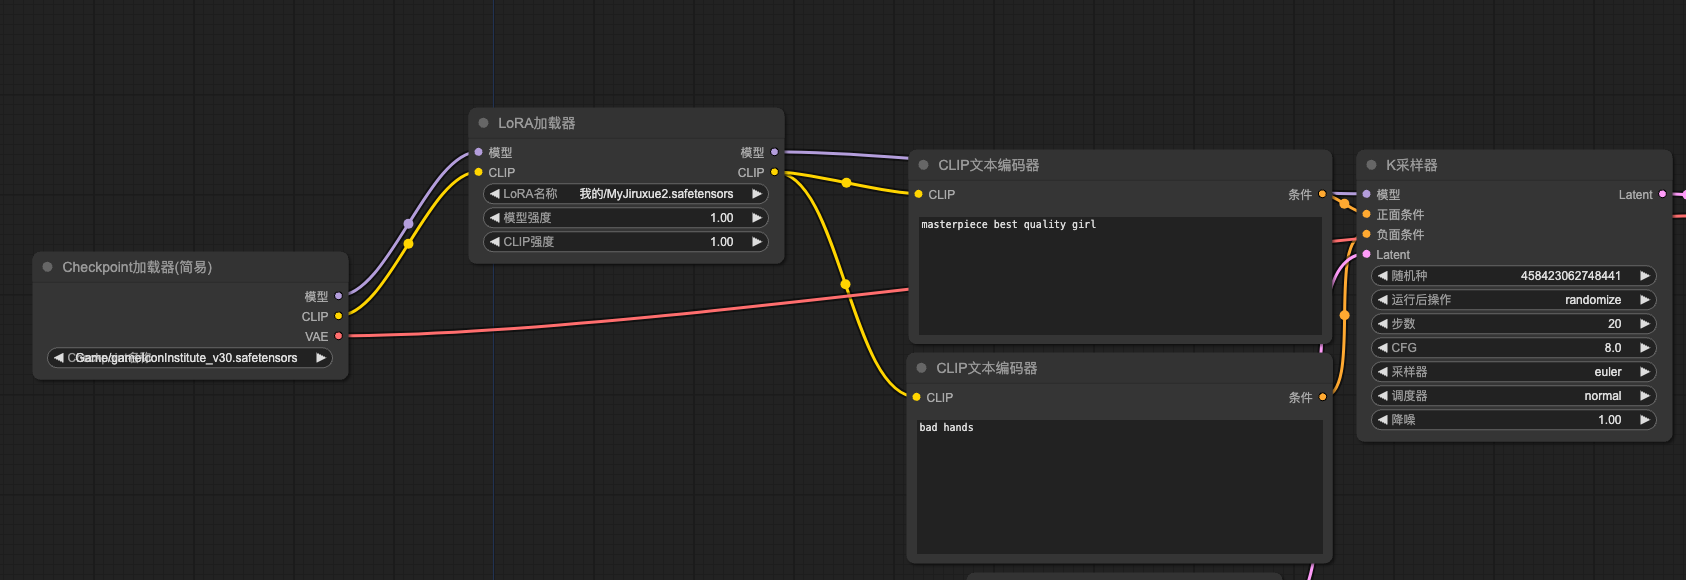 Checkpoint加载器(简易)
模型
CLIP
VAE
Game/gameIconInstitute_v30.safetensors
LoRA加载器
模型 模型
CLIP CLIP
LoRA名称 我的/MyJiruxue2.safetensors
模型强度 1.00
CLIP强度 1.00
CLIP文本编码器
CLIP 条件
masterpiece best quality girl
CLIP文本编码器
CLIP 条件
bad hands
K采样器
模型 Latent
正面条件
负面条件
Latent
随机种 458423062748441
运行后操作 randomize
步数 20
CFG 8.0
采样器 euler
调度器 normal
降噪 1.00